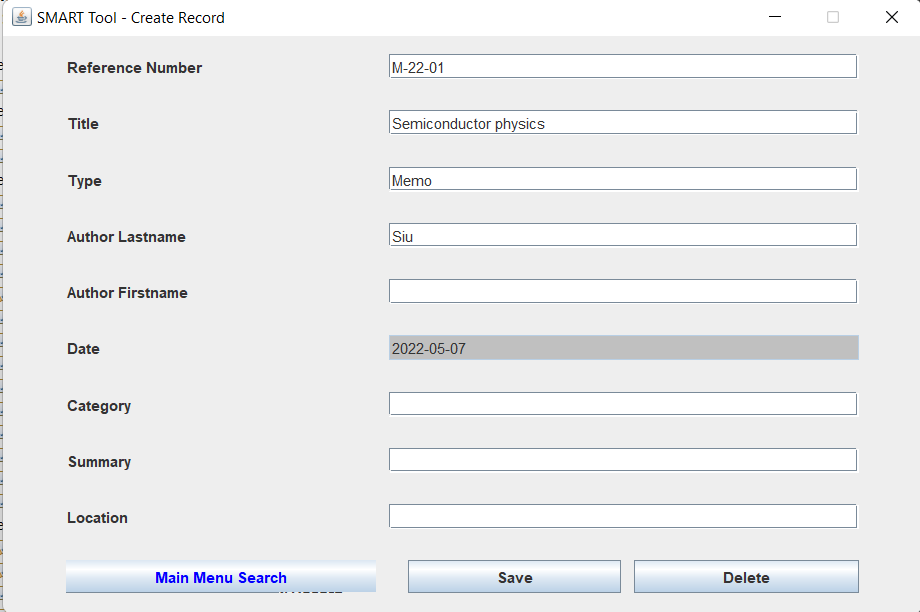 SMART Tool - Create Record
Reference Number M-22-01
Title Semiconductor physics
Type Memo
Author Lastname Siu
Author Firstname
Date 2022-05-07
Category
Summary
Location
Main Menu Search Save Delete